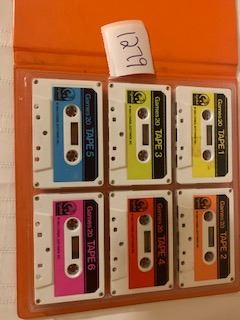 1279
Games 20 TAPE 5
Games 20 TAPE 3
Games 20 TAPE 1
Games 20 TAPE 6
Games 20 TAPE 4
Games 20 TAPE 2